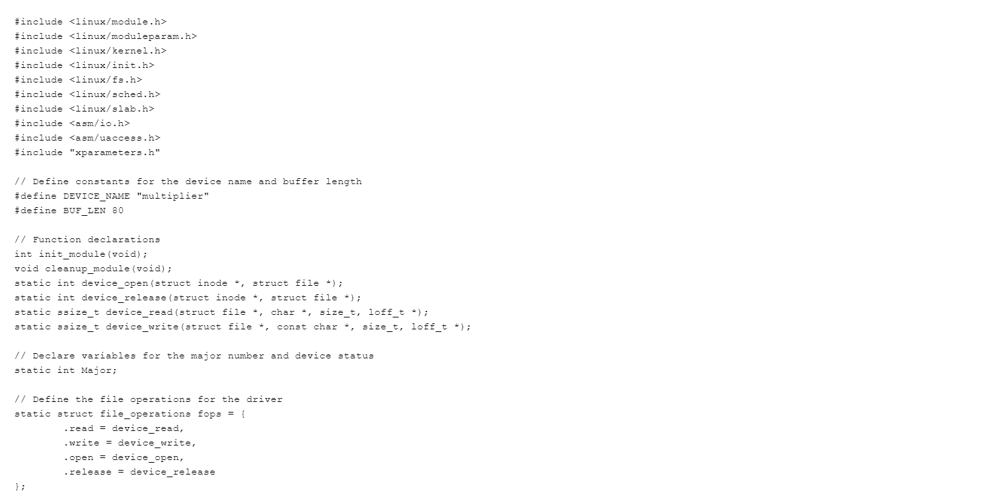 #include <linux/module.h>
#include <linux/moduleparam.h>
#include <linux/kernel.h>
#include <linux/init.h>
#include <linux/fs.h>
#include <linux/sched.h>
#include <linux/slab.h>
#include <asm/io.h>
#include <asm/uaccess.h>
#include "xparameters.h"

// Define constants for the device name and buffer length
#define DEVICE_NAME "multiplier"
#define BUF_LEN 80

// Function declarations
int init_module(void);
void cleanup_module(void);
static int device_open(struct inode *, struct file *);
static int device_release(struct inode *, struct file *);
static ssize_t device_read(struct file *, char *, size_t, loff_t *);
static ssize_t device_write(struct file *, const char *, size_t, loff_t *);

// Declare variables for the major number and device status
static int Major;

// Define the file operations for the driver
static struct file_operations fops = {
        .read = device_read,
        .write = device_write,
        .open = device_open,
        .release = device_release
};